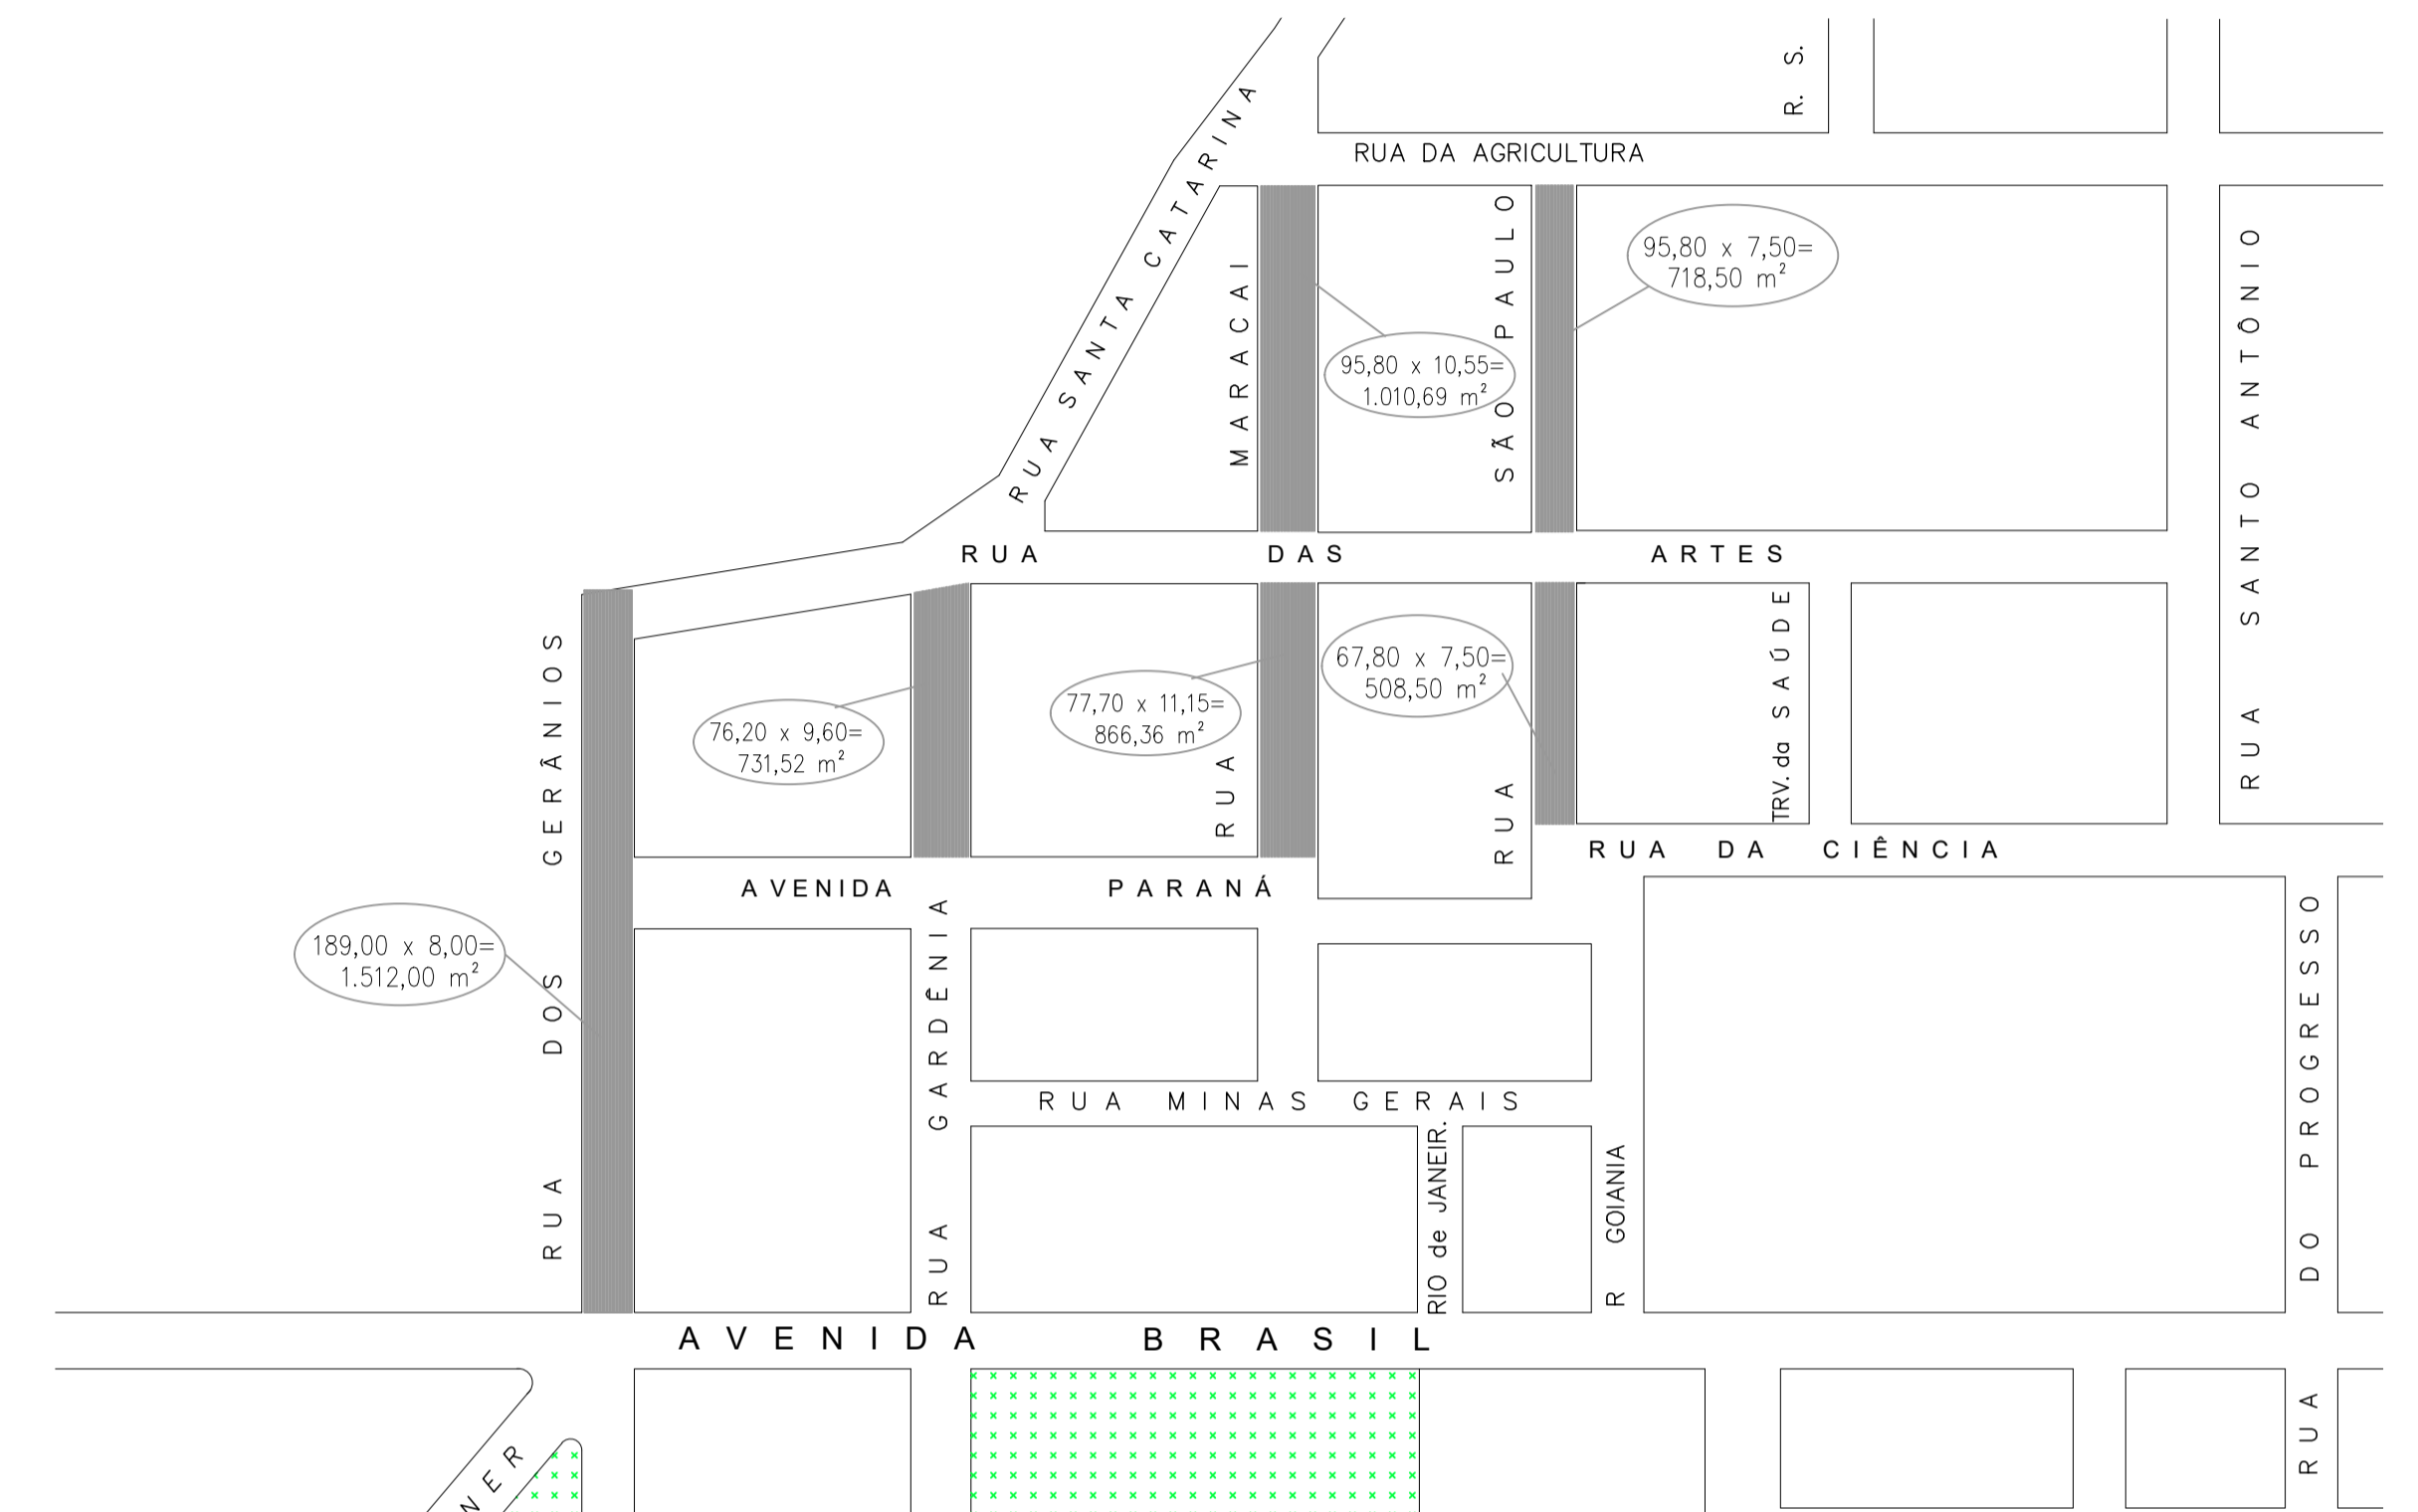 R. S.
RUA DA AGRICULTURA
RUA SANTA CATARINA
MARACAI
SÃO PAULO
95,80 x 7,50=
718,50 m²
95,80 x 10,55=
1.010,69 m²
RUA SANTO ANTÔNIO
RUA DAS ARTES
RUA DOS GERÂNIOS
76,20 x 9,60=
731,52 m²
77,70 x 11,15=
866,36 m²
RUA
67,80 x 7,50=
508,50 m²
RUA
TRV. da SAÚDE
RUA DA CIÊNCIA
AVENIDA PARANÁ
189,00 x 8,00=
1.512,00 m²
RUA GARDÊNIA
RUA MINAS GERAIS
RIO de JANEIR.
R GOIANIA
DO PROGRESSO
AVENIDA BRASIL
NER
RUA